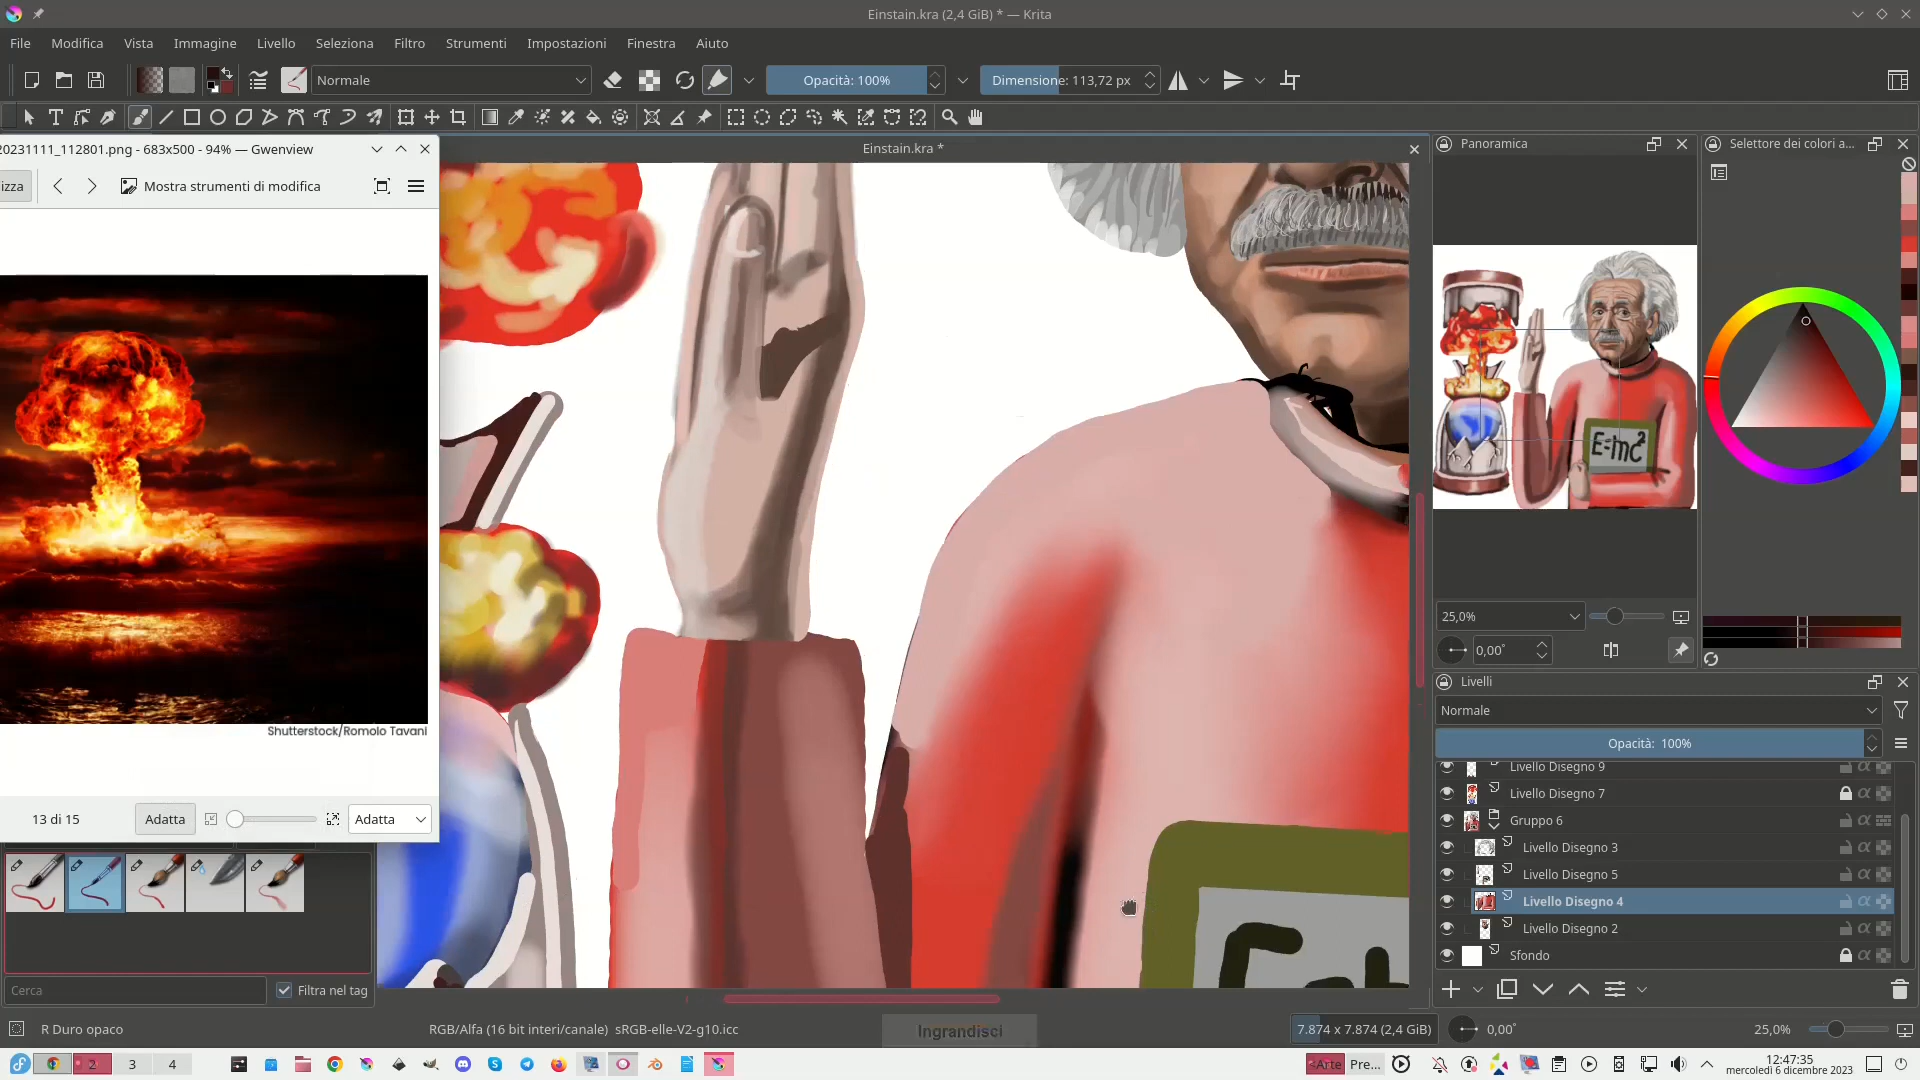 Einstain.kra (2,4 GiB) * — Krita
File Modifica Vista Immagine Livello Seleziona Filtro Strumenti Impostazioni Finestra Aiuto
Normale
Opacità: 100%
Dimensione: 113,72 px
20231111_112801.png - 683x500 - 94% — Gwenview
izza
Mostra strumenti di modifica
Shutterstock/Romolo Tavani
13 di 15
Adatta
Adatta
Cerca
Filtra nel tag
Einstain.kra *
Panoramica
E=mc²
25,0%
0,00°
Selettore dei colori a...
Livelli
Normale
Opacità: 100%
Livello Disegno 9
Livello Disegno 7
Gruppo 6
Livello Disegno 3
Livello Disegno 5
Livello Disegno 4
Livello Disegno 2
Sfondo
R Duro opaco
RGB/Alfa (16 bit interi/canale) sRGB-elle-V2-g10.icc
Ingrandisci
7.874 x 7.874 (2,4 GiB)
0,00°
25,0%
2 3 4
Arte Pre...
12:47:35
mercoledì 6 dicembre 2023